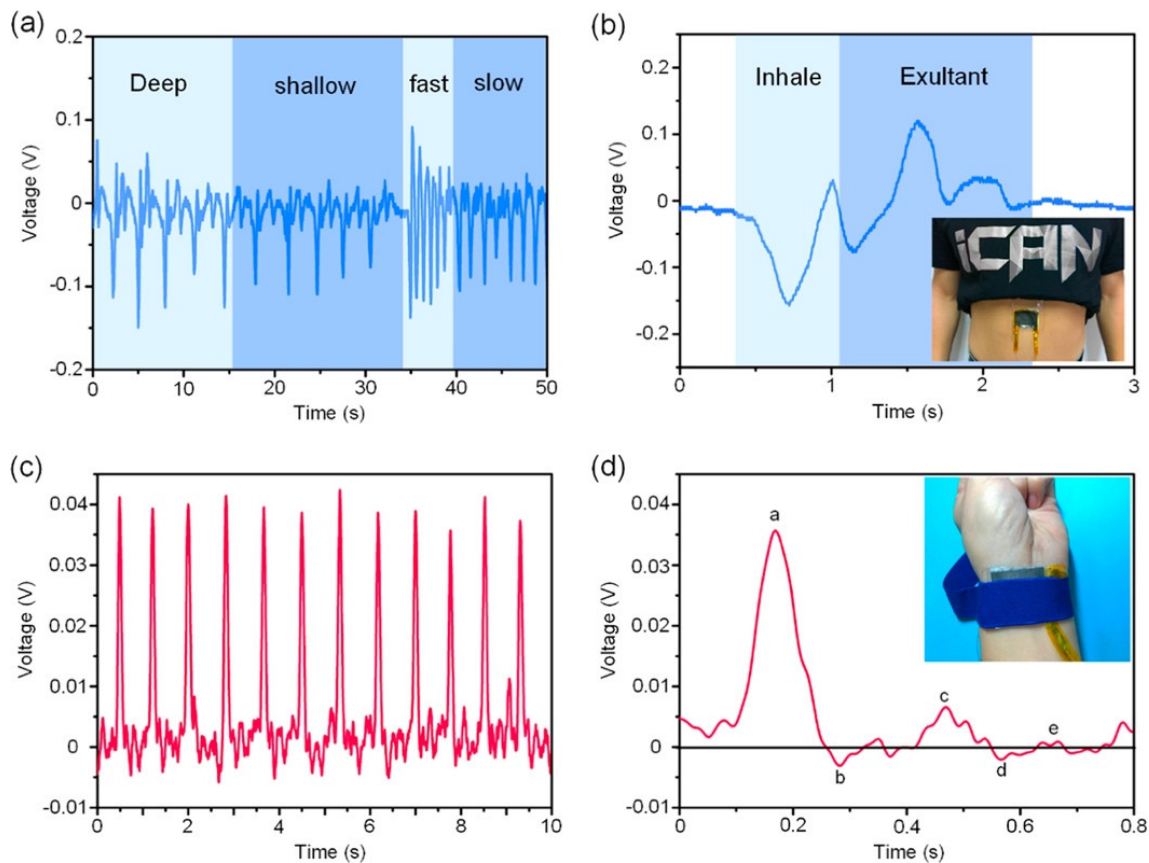 (a)
0.2
0.1
0
-0.1
-0.2
Voltage (V)
Deep shallow fast slow
0 10 20 30 40 50
Time (s)
(b)
0.2
0.1
0
-0.1
-0.2
Voltage (V)
Inhale Exultant
iCAN
0 1 2 3
Time (s)
(c)
0.04
0.03
0.02
0.01
0
-0.01
Voltage (V)
0 2 4 6 8 10
Time (s)
(d)
0.04
0.03
0.02
0.01
0
-0.01
Voltage (V)
a
b
c
d
e
0 0.2 0.4 0.6 0.8
Time (s)